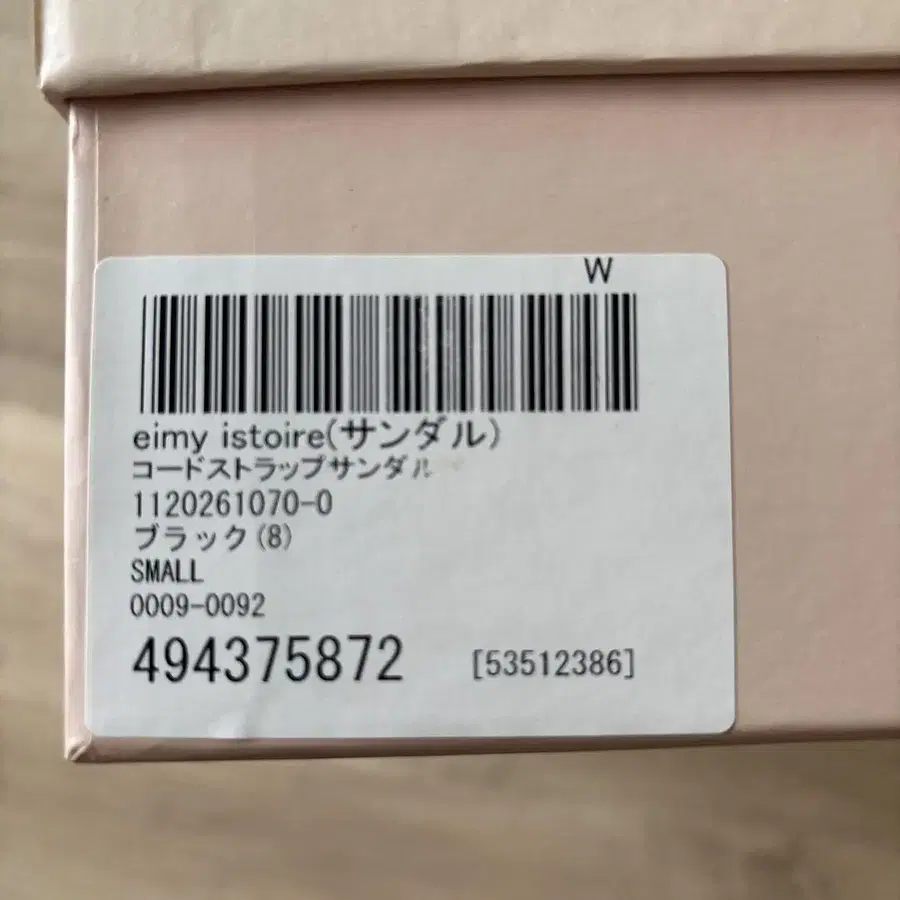 W
eimy istoire(サンダル)
コードストラップサンダル
1120261070-0
ブラック(8)
SMALL
0009-0092
494375872 [53512386]